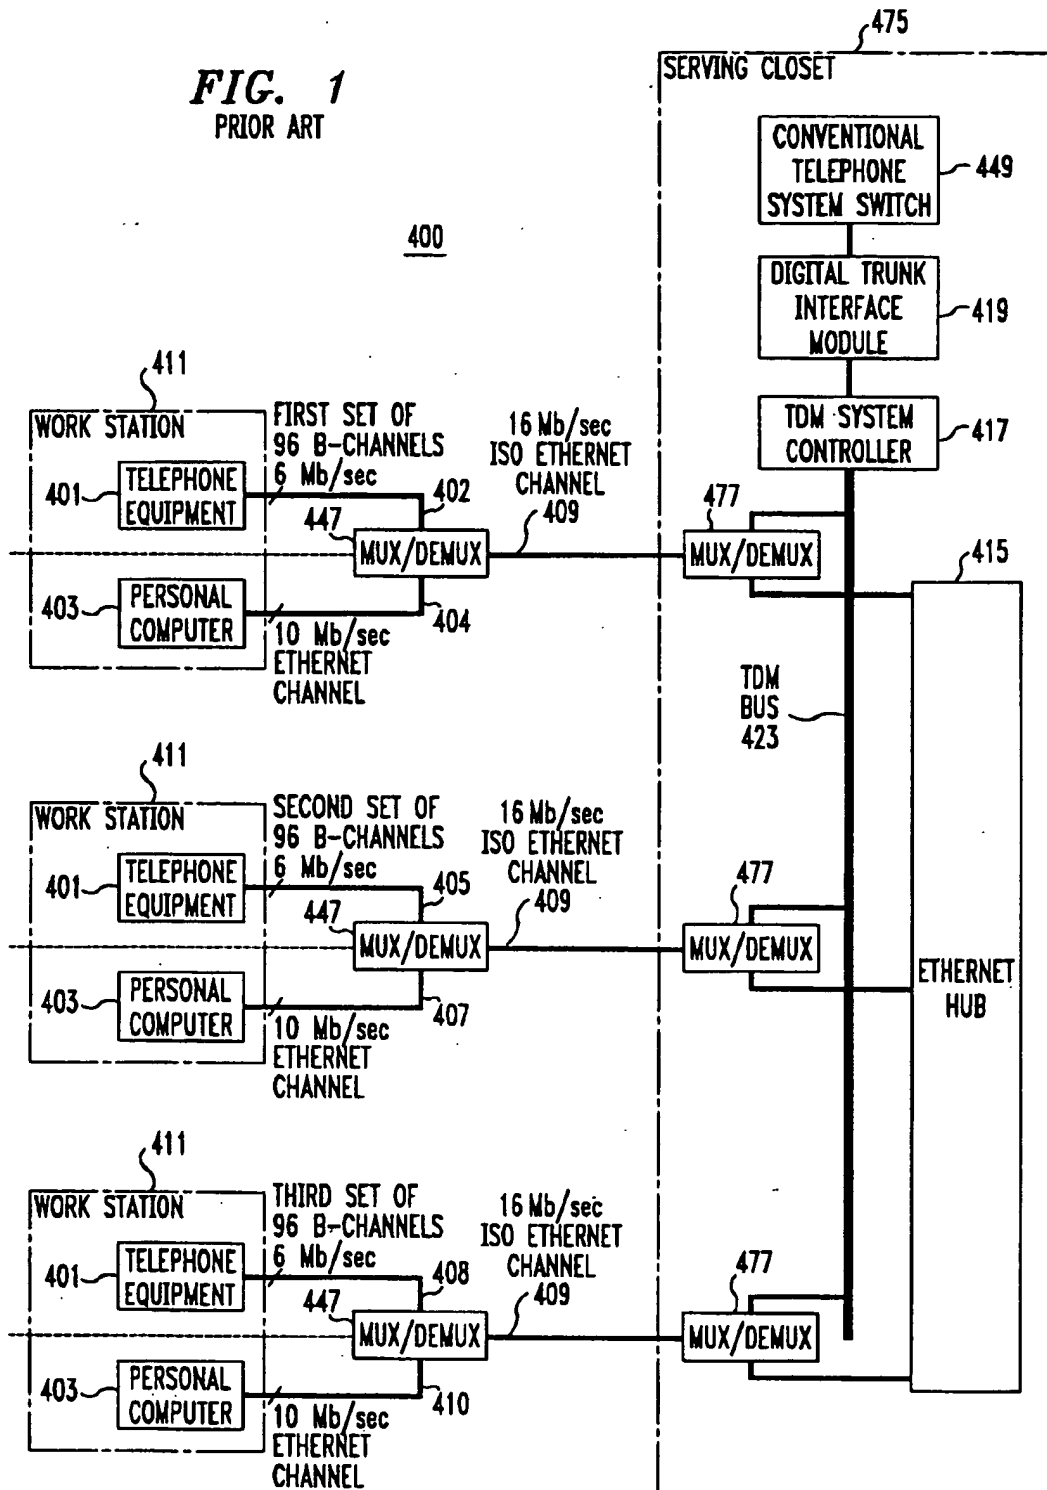 FIG. 1
PRIOR ART
400
475
SERVING CLOSET
CONVENTIONAL
TELEPHONE
SYSTEM SWITCH
449
DIGITAL TRUNK
INTERFACE
MODULE
419
TDM SYSTEM
CONTROLLER
417
411
WORK STATION
401
TELEPHONE
EQUIPMENT
403
PERSONAL
COMPUTER
FIRST SET OF
96 B-CHANNELS
6 Mb/sec
402
447
MUX/DEMUX
404
10 Mb/sec
ETHERNET
CHANNEL
16 Mb/sec
ISO ETHERNET
CHANNEL
409
477
MUX/DEMUX
415
TDM
BUS
423
411
WORK STATION
401
TELEPHONE
EQUIPMENT
403
PERSONAL
COMPUTER
SECOND SET OF
96 B-CHANNELS
6 Mb/sec
405
447
MUX/DEMUX
407
10 Mb/sec
ETHERNET
CHANNEL
16 Mb/sec
ISO ETHERNET
CHANNEL
409
477
MUX/DEMUX
ETHERNET
HUB
411
WORK STATION
401
TELEPHONE
EQUIPMENT
403
PERSONAL
COMPUTER
THIRD SET OF
96 B-CHANNELS
6 Mb/sec
408
447
MUX/DEMUX
410
10 Mb/sec
ETHERNET
CHANNEL
16 Mb/sec
ISO ETHERNET
CHANNEL
409
477
MUX/DEMUX